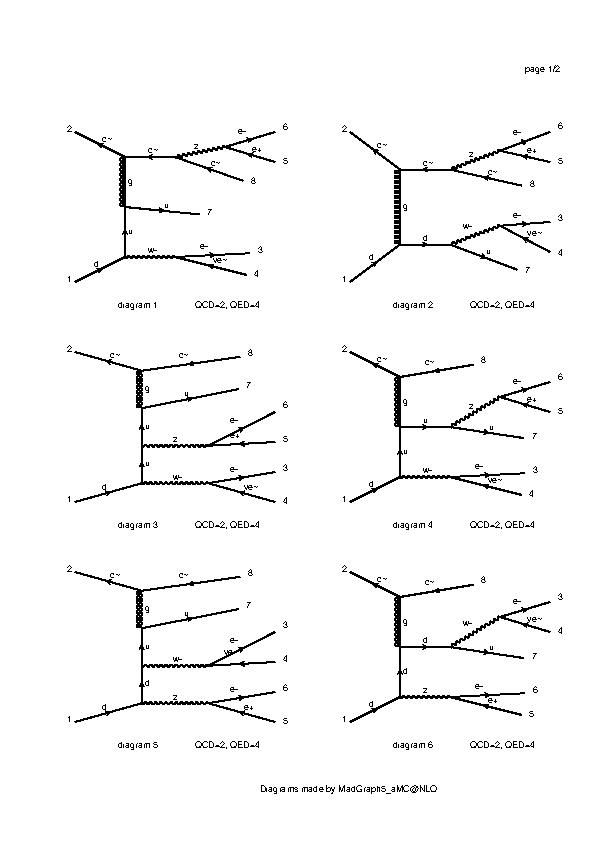 page 1/2
2 c~ c~ z e- 6
e+ 5
c~ 8
g
u 7
u
d w- e- 3
1 ve~ 4
diagram 1 QCD=2, QED=4
2 c~ c~ z e- 6
e+ 5
c~ 8
g
d w- e- 3
ve~ 4
u 7
1 d
diagram 2 QCD=2, QED=4
2 c~ c~ 8
g
u 7
u z e- 6
e+ 5
u
1 d w- e- 3
ve~ 4
diagram 3 QCD=2, QED=4
2 c~ c~ 8
g
u z e- 6
e+ 5
u 7
u
1 d w- e- 3
ve~ 4
diagram 4 QCD=2, QED=4
2 c~ c~ 8
g
u 7
u w- e- 3
ve~ 4
d
1 d z e- 6
e+ 5
diagram 5 QCD=2, QED=4
2 c~ c~ 8
g
d w- e- 3
ve~ 4
u 7
d
1 d z e- 6
e+ 5
diagram 6 QCD=2, QED=4
Diagrams made by MadGraph5_aMC@NLO